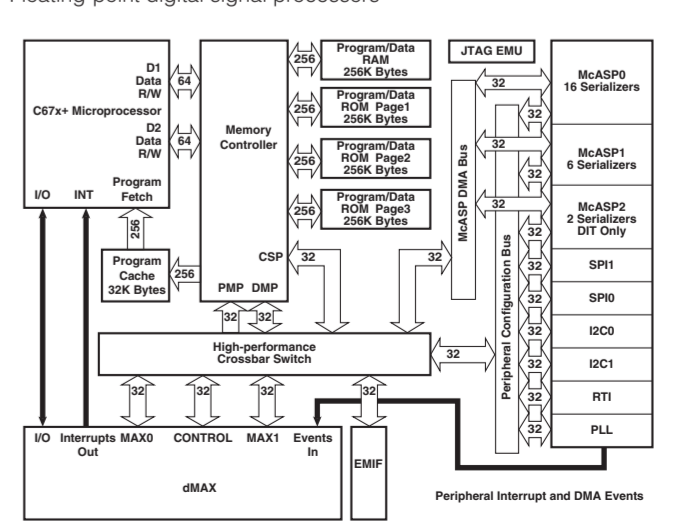 Floating-point digital signal processors
D1
Data
R/W
C67x+ Microprocessor
D2
Data
R/W
I/O
INT
Program
Fetch
64
64
256
Program
Cache
32K Bytes
256
Memory
Controller
CSP
PMP
DMP
32
32
32
256
Program/Data
RAM
256K Bytes
256
Program/Data
ROM Page1
256K Bytes
256
Program/Data
ROM Page2
256K Bytes
256
Program/Data
ROM Page3
256K Bytes
High-performance
Crossbar Switch
32
32
32
32
32
32
I/O
Interrupts
Out
MAX0
CONTROL
MAX1
Events
In
dMAX
EMIF
JTAG EMU
McASP DMA Bus
Peripheral Configuration Bus
32
32
32
32
32
32
32
32
32
32
32
32
McASP0
16 Serializers
McASP1
6 Serializers
McASP2
2 Serializers
DIT Only
SPI1
SPI0
I2C0
I2C1
RTI
PLL
Peripheral Interrupt and DMA Events